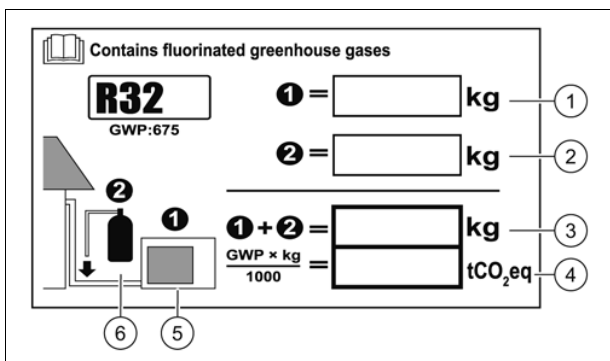 Contains fluorinated greenhouse gases
R32
GWP:675
❶= kg 1
❷= kg 2
❶+❷= kg 3
GWP × kg
1000
= tCO₂eq 4
❷
❶
6 5